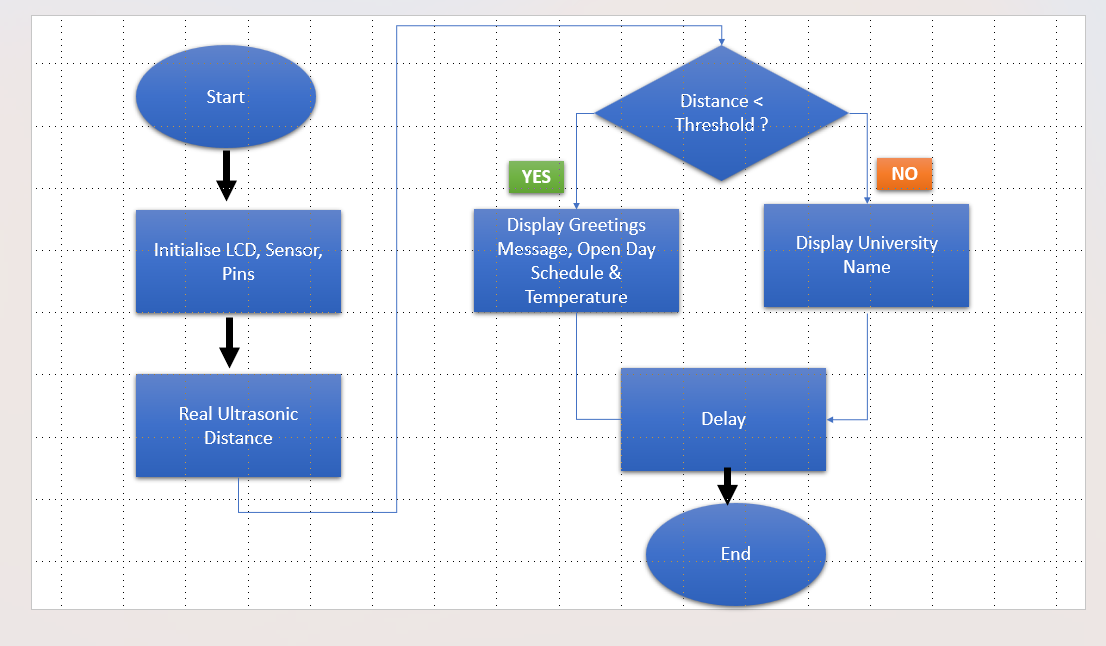 Start
Initialise LCD, Sensor,
Pins
Real Ultrasonic
Distance
Distance <
Threshold ?
YES
NO
Display Greetings
Message, Open Day
Schedule &
Temperature
Display University
Name
Delay
End